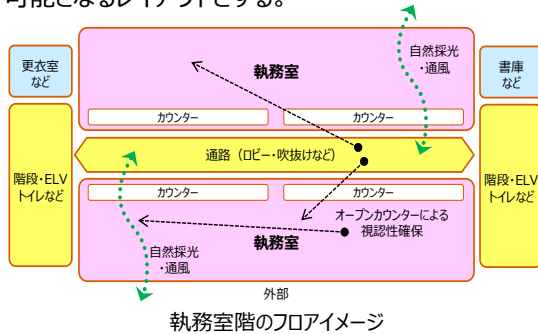 可能となるレイアウトとする。
更衣室
など
執務室
自然採光
・通風
書庫
など
カウンター
カウンター
階段・ELV
トイレなど
通路（ロビー・吹抜けなど）
階段・ELV
トイレなど
カウンター
カウンター
オープンカウンターによる
視認性確保
執務室
自然採光
・通風
外部
執務室階のフロアイメージ